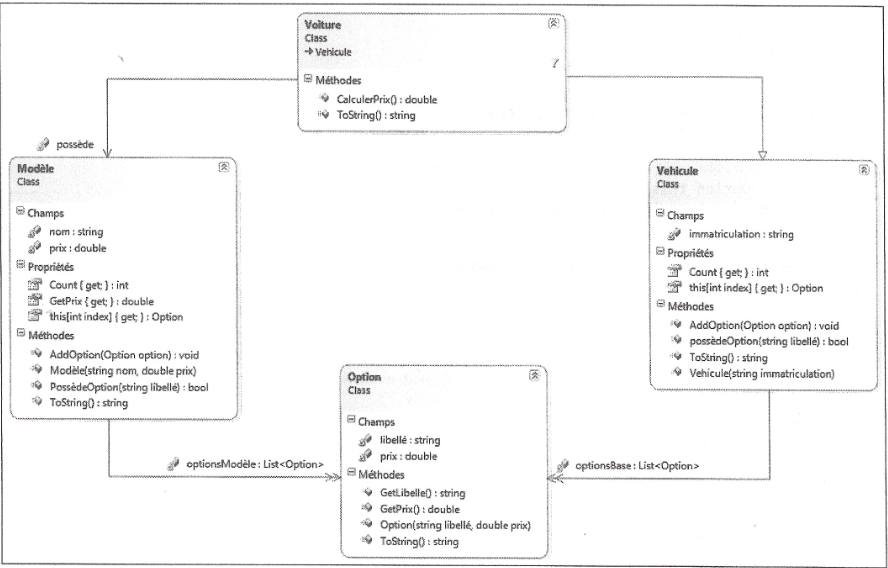 Voiture
Class
→ Vehicule
Méthodes
CalculerPrix() : double
ToString() : string
possède
Modèle
Class
Champs
nom : string
prix : double
Propriétés
Count { get; } : int
GetPrix { get; } : double
this[int index] { get; } : Option
Méthodes
AddOption(Option option) : void
Modèle(string nom, double prix)
PossèdeOption(string libellé) : bool
ToString() : string
Vehicule
Class
Champs
immatriculation : string
Propriétés
Count { get; } : int
this[int index] { get; } : Option
Méthodes
AddOption(Option option) : void
possèdeOption(string libellé) : bool
ToString() : string
Vehicule(string immatriculation)
optionsModèle : List<Option>
optionsBase : List<Option>
Option
Class
Champs
libellé : string
prix : double
Méthodes
GetLibelle() : string
GetPrix() : double
Option(string libellé, double prix)
ToString() : string